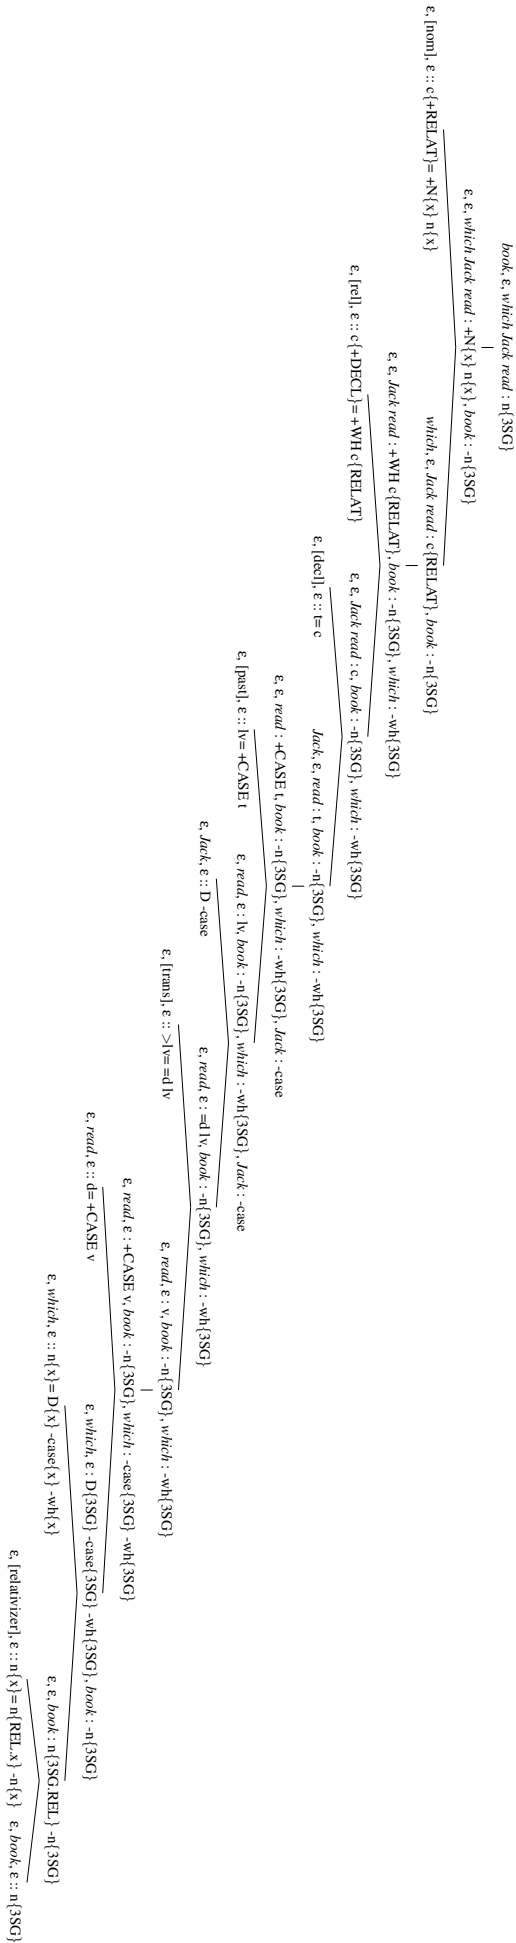 book, ε, which Jack read : n{3SG}
ε, ε, which Jack read : +N{x} n{x}, book : -n{3SG}
ε, [nom], ε :: c{+RELAT}= +N{x} n{x}
which, ε, Jack read : c{RELAT}, book : -n{3SG}
ε, ε, Jack read : +WH c{RELAT}, book : -n{3SG}, which : -wh{3SG}
ε, [rel], ε :: c{+DECL}= +WH c{RELAT}
ε, ε, Jack read : c, book : -n{3SG}, which : -wh{3SG}
ε, [decl], ε :: t= c
Jack, ε, read : t, book : -n{3SG}, which : -wh{3SG}
ε, ε, read : +CASE t, book : -n{3SG}, which : -wh{3SG}, Jack : -case
ε, [past], ε :: lv= +CASE t
ε, read, ε : lv, book : -n{3SG}, which : -wh{3SG}, Jack : -case
ε, Jack, ε :: D -case
ε, read, ε : =d lv, book : -n{3SG}, which : -wh{3SG}
ε, [trans], ε :: >lv= =d lv
ε, read, ε : v, book : -n{3SG}, which : -wh{3SG}
ε, read, ε : +CASE v, book : -n{3SG}, which : -case{3SG} -wh{3SG}
ε, read, ε :: d= +CASE v
ε, which, ε : D{3SG} -case{3SG} -wh{3SG}, book : -n{3SG}
ε, which, ε :: n{x}= D{x} -case{x} -wh{x}
ε, ε, book : n{3SG.REL} -n{3SG}
ε, [relativizer], ε :: n{x}= n{REL.x} -n{x}
ε, book, ε :: n{3SG}